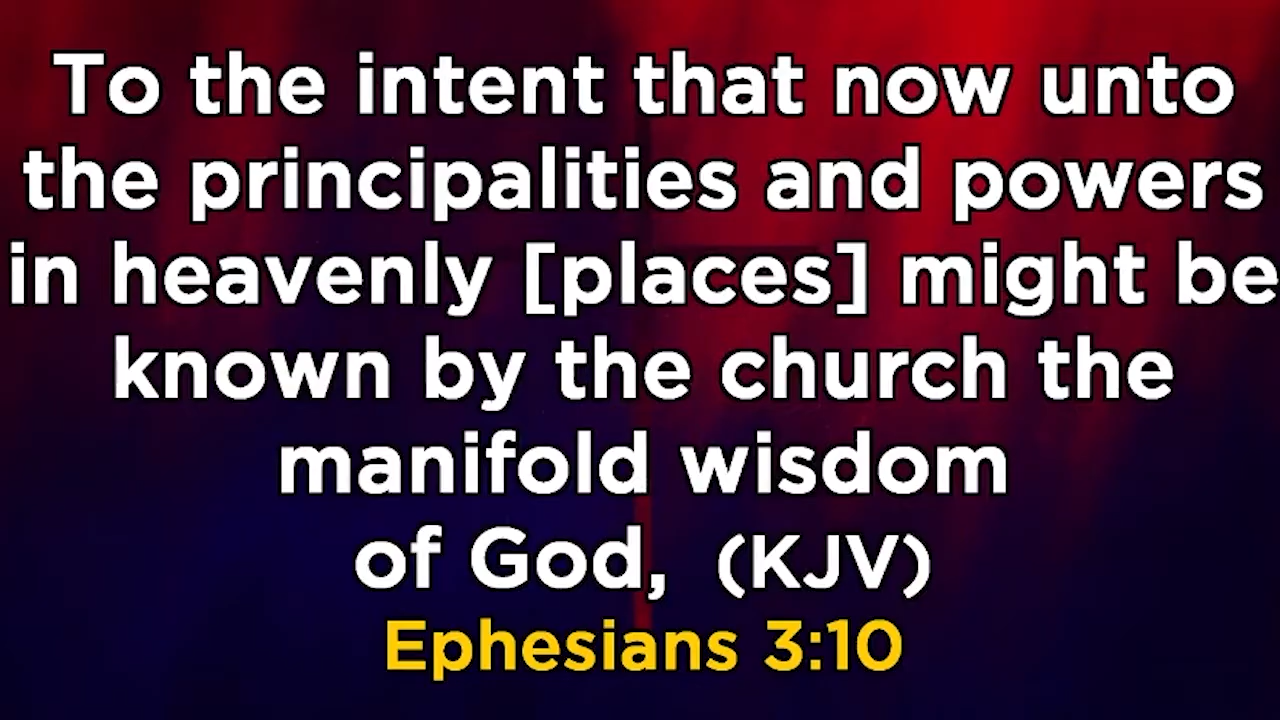 To the intent that now unto
the principalities and powers
in heavenly [places] might be
known by the church the
manifold wisdom
of God, (KJV)
Ephesians 3:10